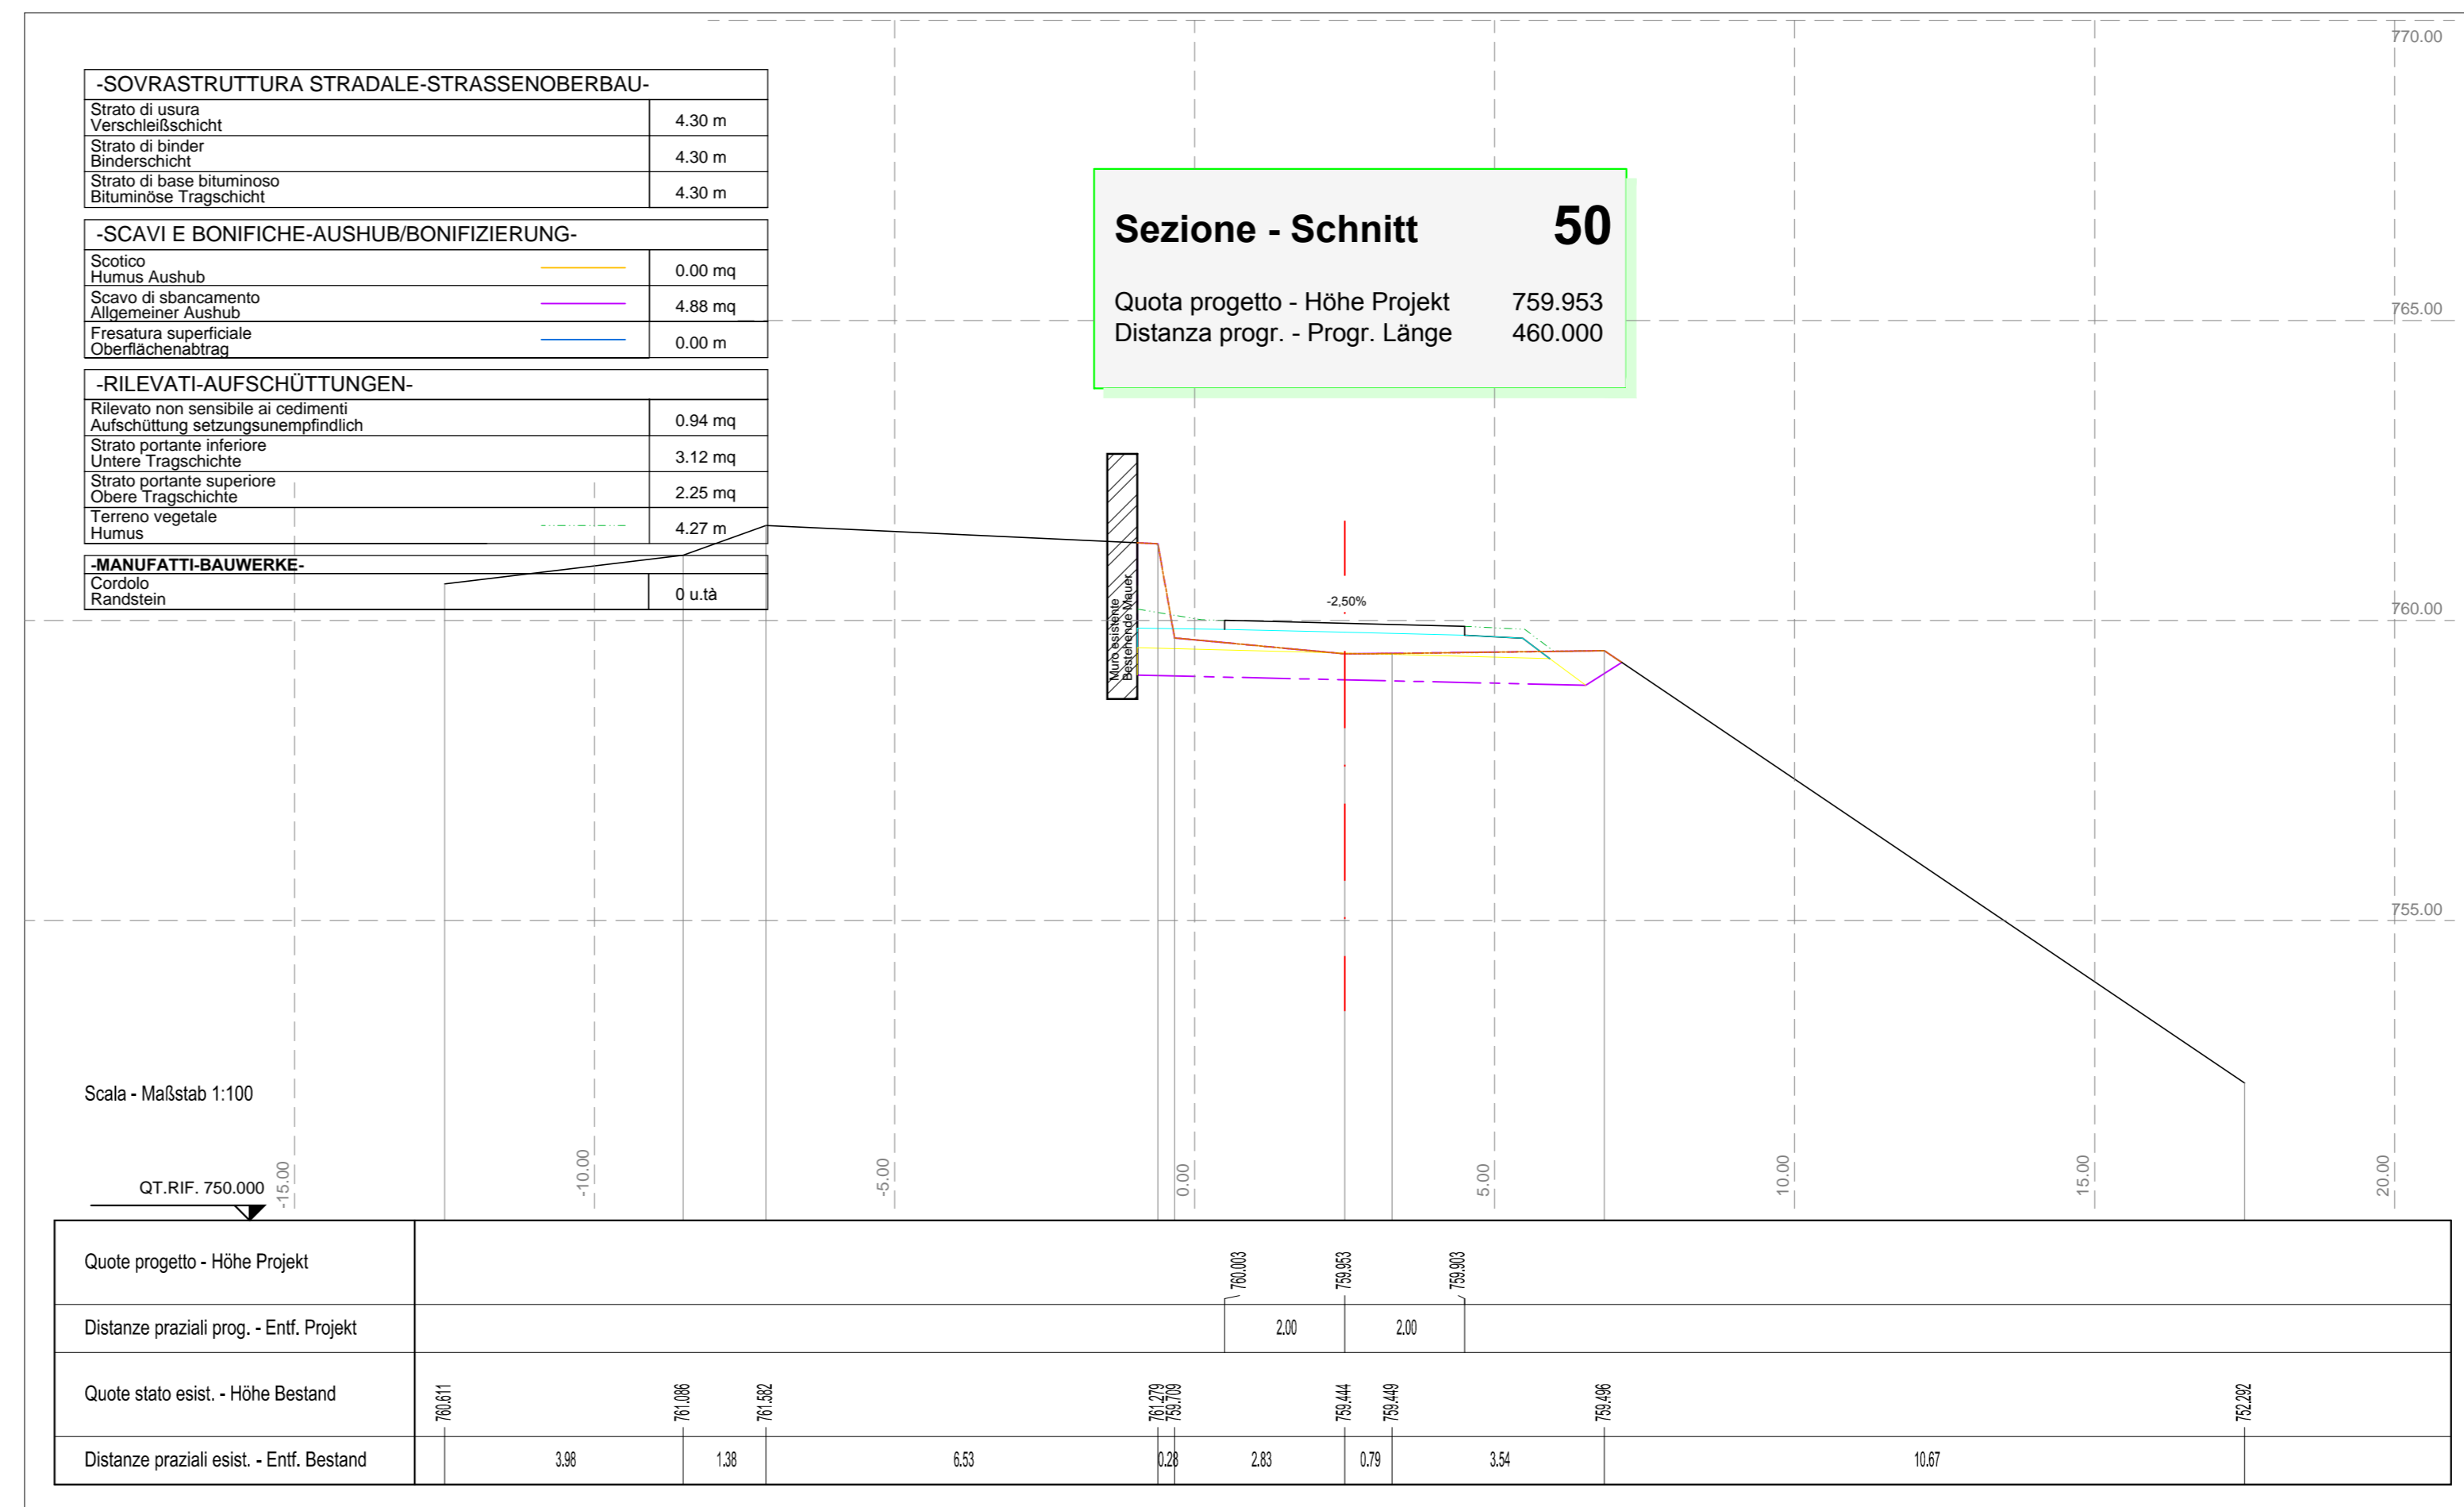 770.00
-SOVRASTRUTTURA STRADALE-STRASSENOBERBAU-
Strato di usura
Verschleißschicht
4.30 m
Strato di binder
Binderschicht
4.30 m
Strato di base bituminoso
Bituminöse Tragschicht
4.30 m
-SCAVI E BONIFICHE-AUSHUB/BONIFIZIERUNG-
Scotico
Humus Aushub
0.00 mq
Scavo di sbancamento
Allgemeiner Aushub
4.88 mq
Fresatura superficiale
Oberflächenabtrag
0.00 m
-RILEVATI-AUFSCHÜTTUNGEN-
Rilevato non sensibile ai cedimenti
Aufschüttung setzungsunempfindlich
0.94 mq
Strato portante inferiore
Untere Tragschichte
3.12 mq
Strato portante superiore
Obere Tragschichte
2.25 mq
Terreno vegetale
Humus
4.27 m
-MANUFATTI-BAUWERKE-
Cordolo
Randstein
0 u.tà
Sezione - Schnitt 50
Quota progetto - Höhe Projekt 759.953
Distanza progr. - Progr. Länge 460.000
765.00
Muro esistente
Bestehende Mauer
-2,50%
760.00
755.00
Scala - Maßstab 1:100
QT.RIF. 750.000
-15.00 -10.00 -5.00 0.00 5.00 10.00 15.00 20.00
Quote progetto - Höhe Projekt 760.003 759.953 759.903
Distanze praziali prog. - Entf. Projekt 2.00 2.00
Quote stato esist. - Höhe Bestand 760.611 761.086 761.582 761.279 759.709 759.444 759.449 759.496 752.292
Distanze praziali esist. - Entf. Bestand 3.98 1.38 6.53 0.28 2.83 0.79 3.54 10.67